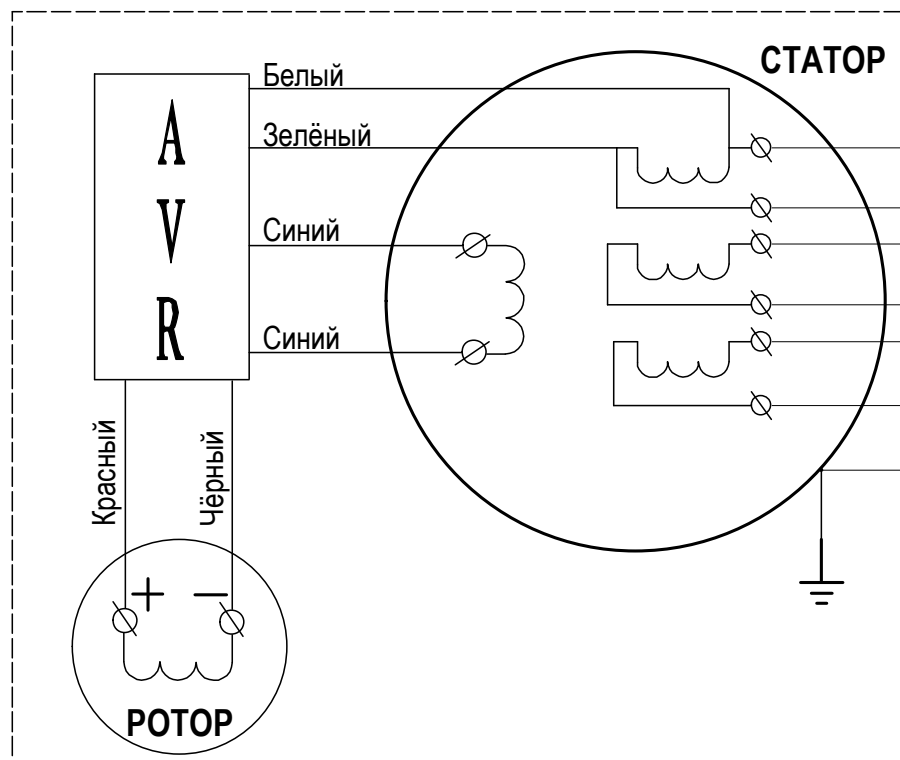 СТАТОР
Белый
A
Зелёный
V
Синий
R
Синий
Красный
Чёрный
+ −
РОТОР